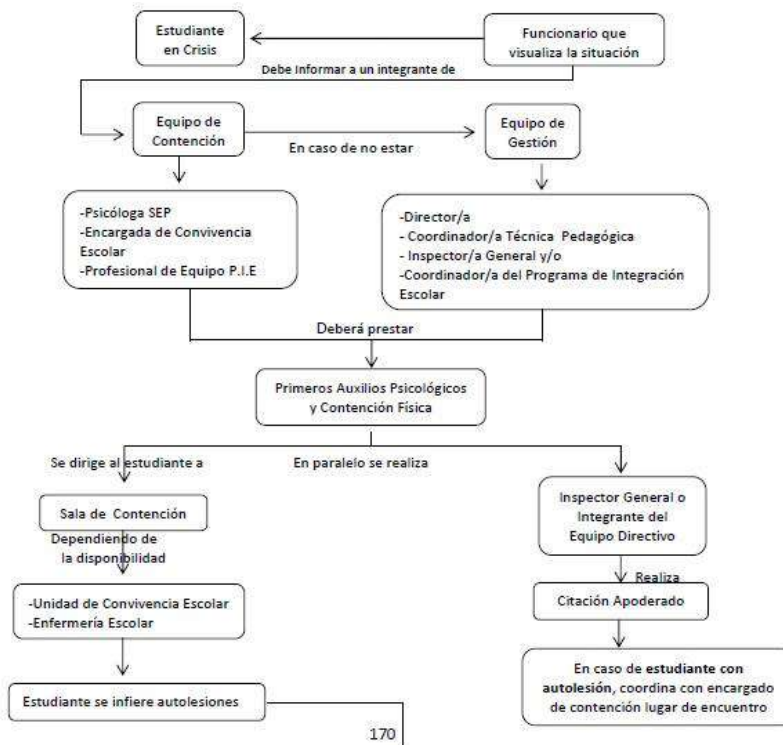 Estudiante
en Crisis
Funcionario que
visualiza la situación
Debe Informar a un integrante de
Equipo de
Contención
En caso de no estar
Equipo de
Gestión
-Psicóloga SEP
-Encargada de Convivencia
Escolar
-Profesional de Equipo P.I.E
-Director/a
- Coordinador/a Técnica Pedagógica
- Inspector/a General y/o
-Coordinador/a del Programa de Integración
Escolar
Deberá prestar
Primeros Auxilios Psicológicos
y Contención Física
Se dirige al estudiante a
En paralelo se realiza
Sala de Contención
Dependiendo de
la disponibilidad
-Unidad de Convivencia Escolar
-Enfermería Escolar
Estudiante se infiere autolesiones
Inspector General o
Integrante del
Equipo Directivo
Realiza
Citación Apoderado
En caso de estudiante con
autolesión, coordina con encargado
de contención lugar de encuentro
170